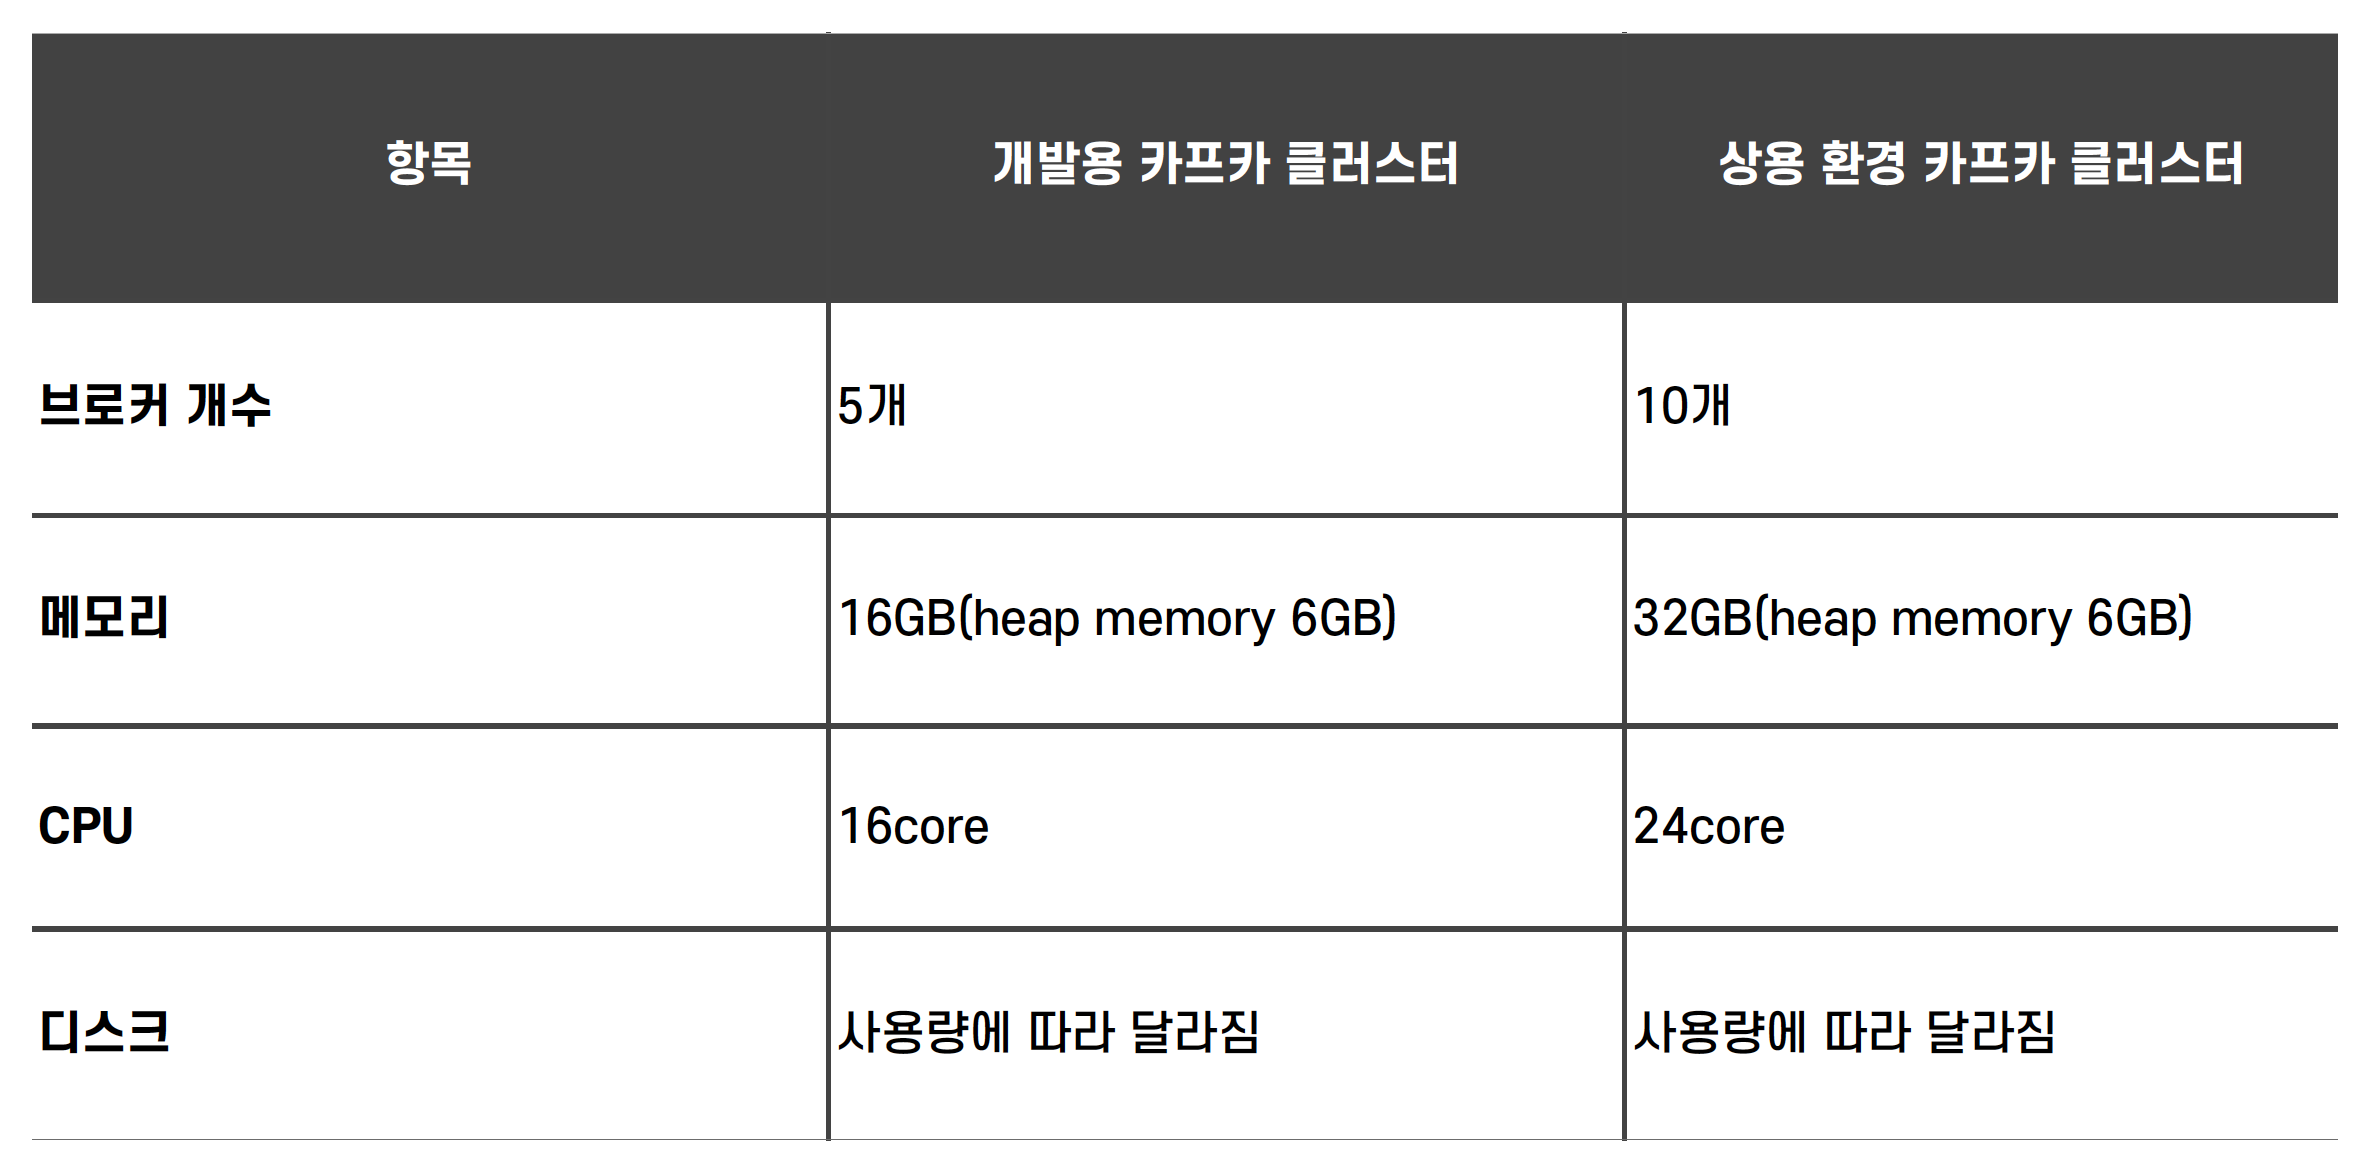 항목 개발용 카프카 클러스터 상용 환경 카프카 클러스터
브로커 개수 5개 10개
메모리 16GB(heap memory 6GB) 32GB(heap memory 6GB)
CPU 16core 24core
디스크 사용량에 따라 달라짐 사용량에 따라 달라짐